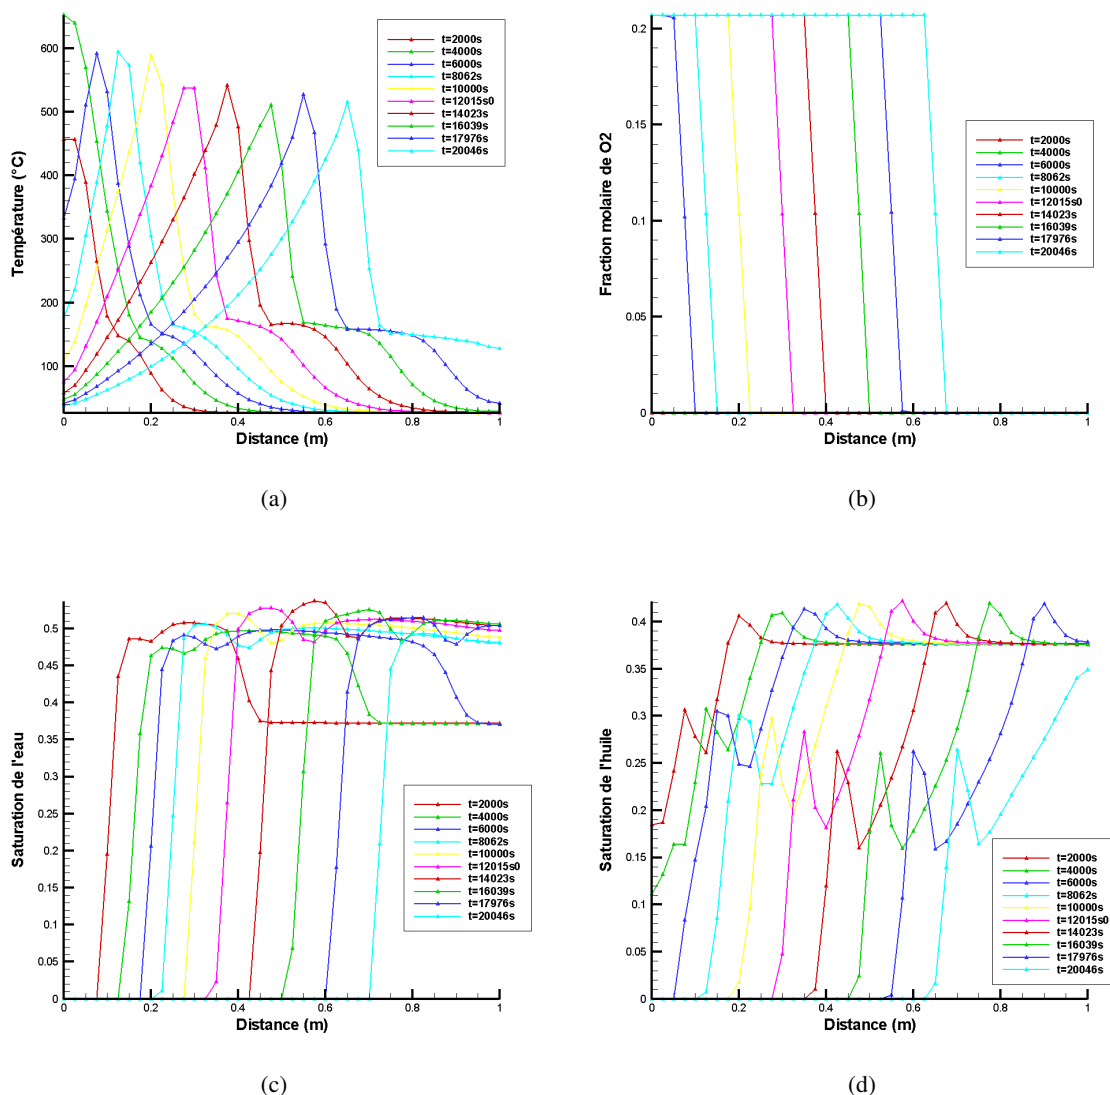 600
500
400
300
200
100
Température (°C)
0
0.2
0.4
0.6
0.8
1
Distance (m)
t=2000s
t=4000s
t=6000s
t=8062s
t=10000s
t=12015s0
t=14023s
t=16039s
t=17976s
t=20046s
(a)
0.2
0.15
0.1
0.05
0
Fraction molaire de O2
0
0.2
0.4
0.6
0.8
1
Distance (m)
t=2000s
t=4000s
t=6000s
t=8062s
t=10000s
t=12015s0
t=14023s
t=16039s
t=17976s
t=20046s
(b)
0.5
0.45
0.4
0.35
0.3
0.25
0.2
0.15
0.1
0.05
0
Saturation de l'eau
0
0.2
0.4
0.6
0.8
1
Distance (m)
t=2000s
t=4000s
t=6000s
t=8062s
t=10000s
t=12015s0
t=14023s
t=16039s
t=17976s
t=20046s
(c)
0.4
0.35
0.3
0.25
0.2
0.15
0.1
0.05
0
Saturation de l'huile
0
0.2
0.4
0.6
0.8
1
Distance (m)
t=2000s
t=4000s
t=6000s
t=8062s
t=10000s
t=12015s0
t=14023s
t=16039s
t=17976s
t=20046s
(d)